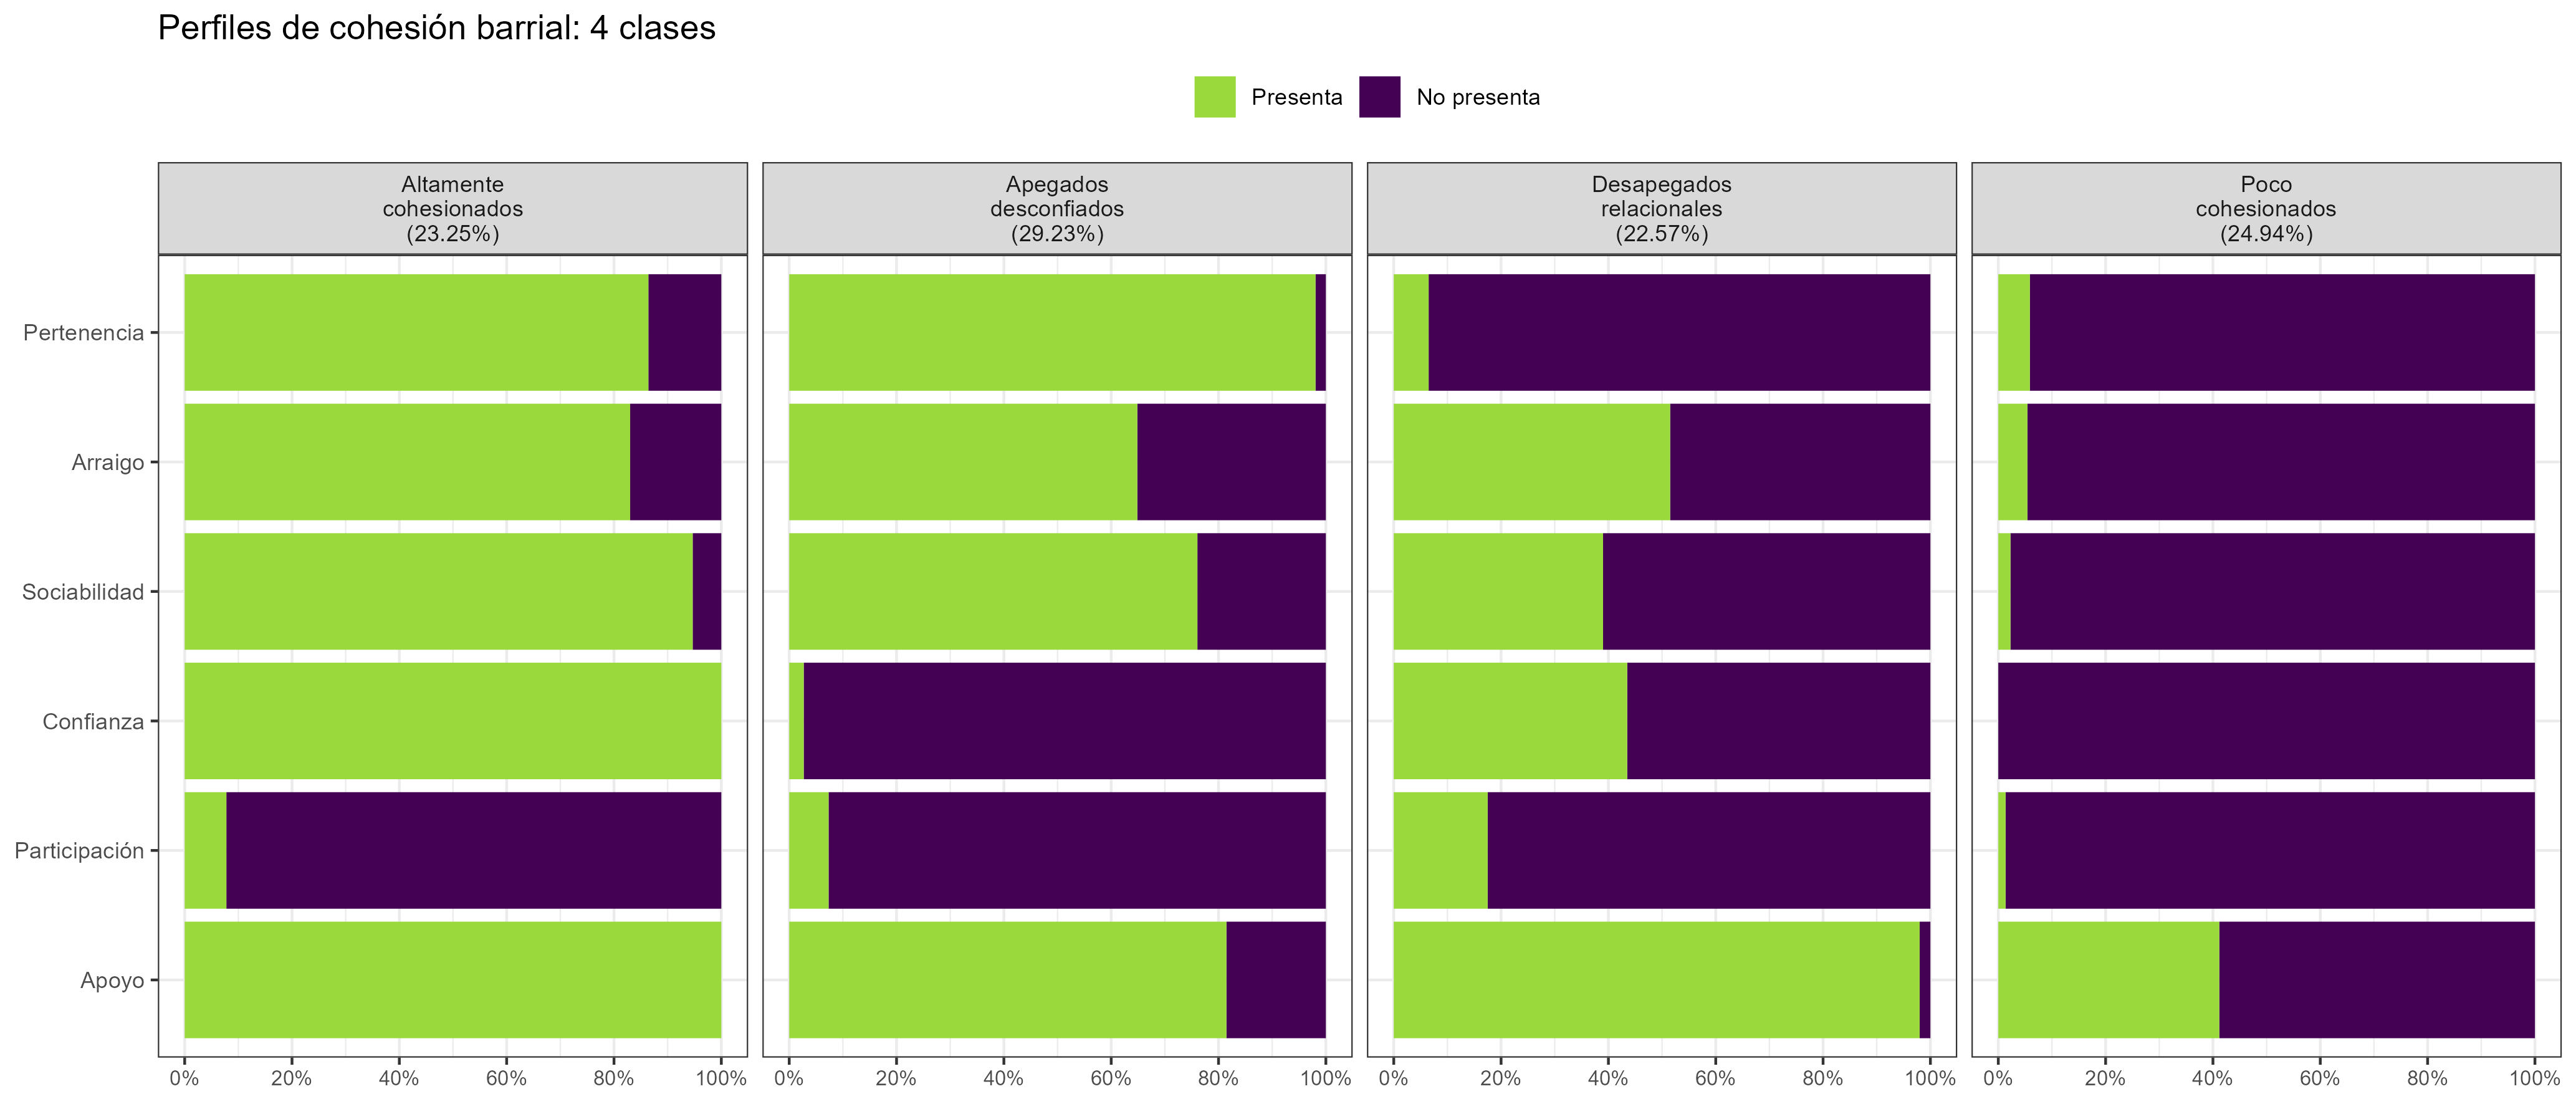 Perfiles de cohesión barrial: 4 clases
Presenta
No presenta
Altamente
cohesionados
(23.25%)
Apegados
desconfiados
(29.23%)
Desapegados
relacionales
(22.57%)
Poco
cohesionados
(24.94%)
Pertenencia
Arraigo
Sociabilidad
Confianza
Participación
Apoyo
0% 20% 40% 60% 80% 100%
0% 20% 40% 60% 80% 100%
0% 20% 40% 60% 80% 100%
0% 20% 40% 60% 80% 100%